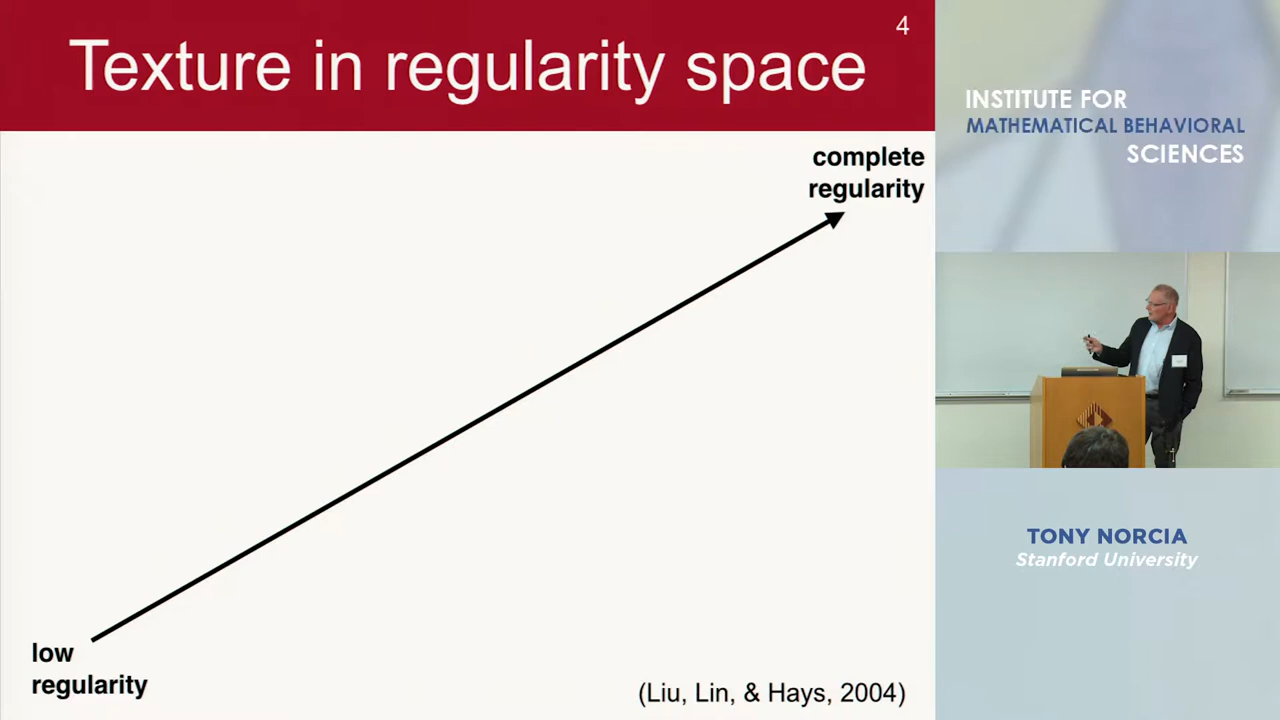 4
Texture in regularity space
complete
regularity
low
regularity
(Liu, Lin, & Hays, 2004)
INSTITUTE FOR
MATHEMATICAL BEHAVIORAL
SCIENCES
TONY NORCIA
Stanford University